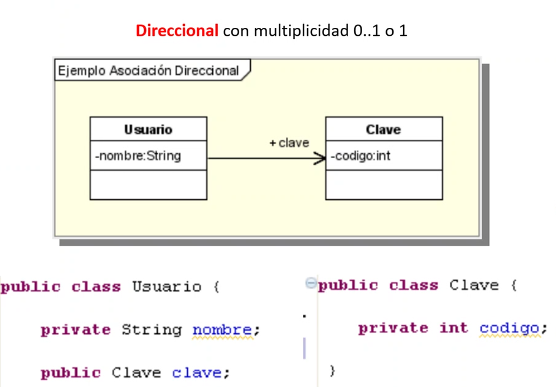 Direccional con multiplicidad 0..1 o 1
Ejemplo Asociación Direccional
Usuario
-nombre:String
+ clave
Clave
-codigo:int
public class Usuario {
private String nombre;
public Clave clave;
public class Clave {
private int codigo;
}